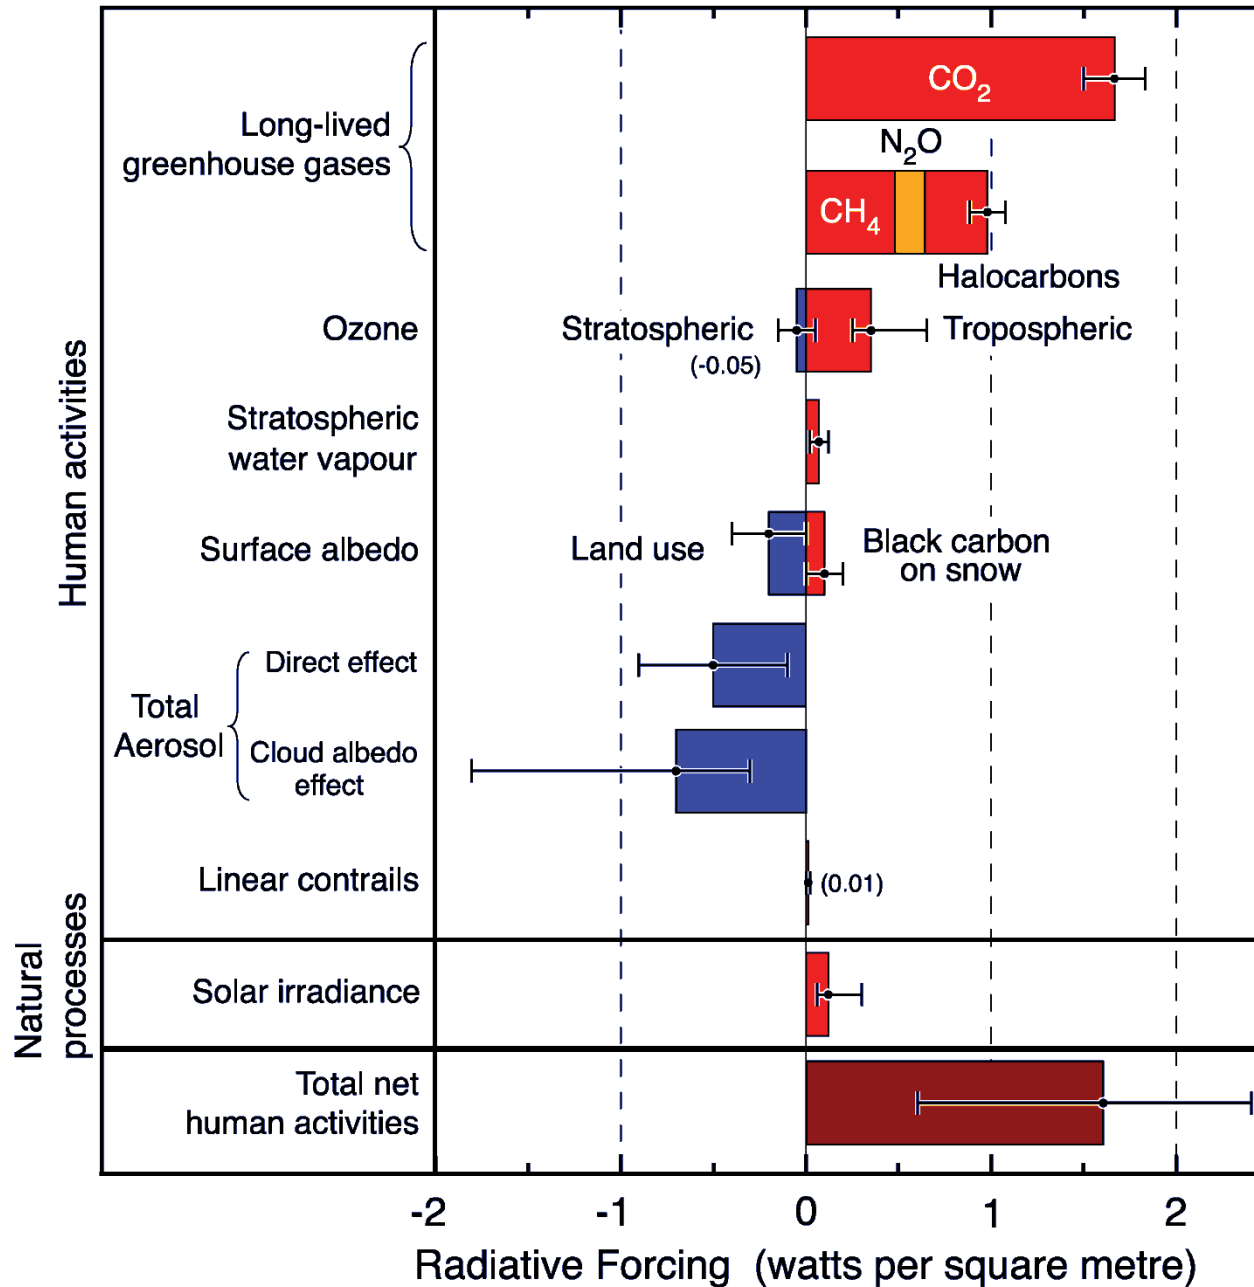 Human activities
Natural
processes
Long-lived
greenhouse gases
CO₂
N₂O
CH₄
Halocarbons
Ozone
Stratospheric
(-0.05)
Tropospheric
Stratospheric
water vapour
Surface albedo
Land use
Black carbon
on snow
Total
Aerosol
Direct effect
Cloud albedo
effect
Linear contrails
(0.01)
Solar irradiance
Total net
human activities
-2 -1 0 1 2
Radiative Forcing (watts per square metre)